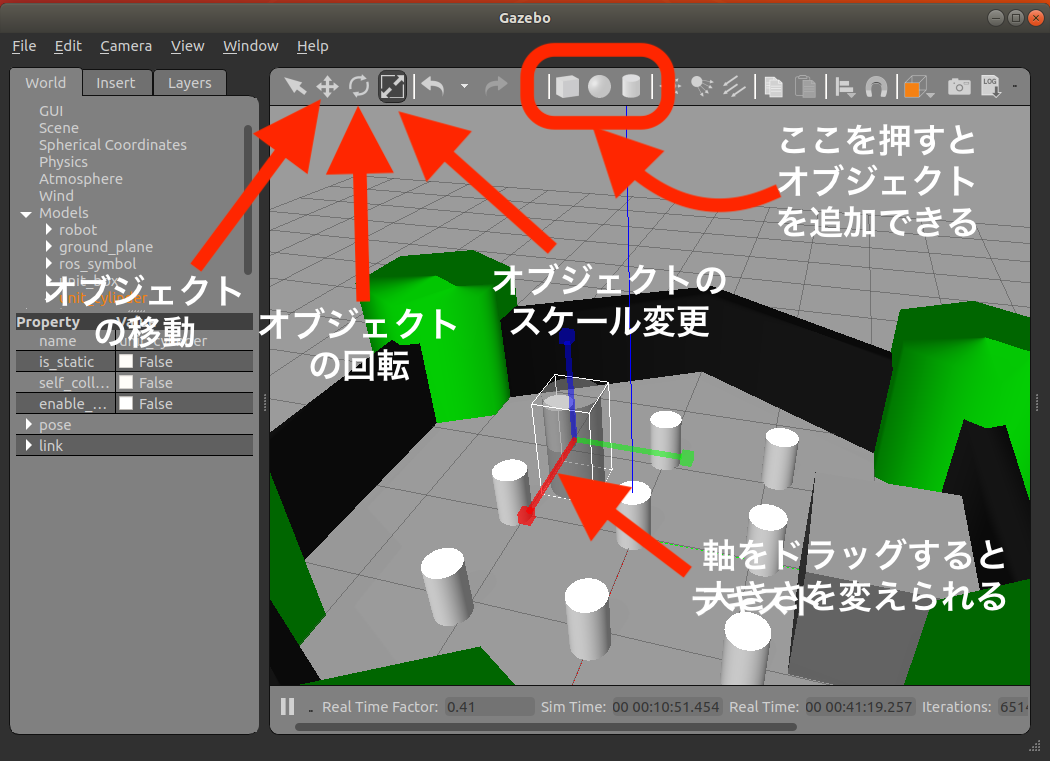 Gazebo
File Edit Camera View Window Help
World Insert Layers
LOG
GUI
Scene
Spherical Coordinates
Physics
Atmosphere
Wind
Models
robot
ground_plane
ros_symbol
unit_box
unit_cylinder
Property Value
name unit_cylinder
is_static False
self_coll... False
enable_... False
pose
link
ここを押すと
オブジェクト
を追加できる
オブジェクト
の移動
オブジェクト
の回転
オブジェクトの
スケール変更
軸をドラッグすると
大きさを変えられる
テキスト
Real Time Factor: 0.41 Sim Time: 00 00:10:51.454 Real Time: 00 00:41:19.257 Iterations: 6514